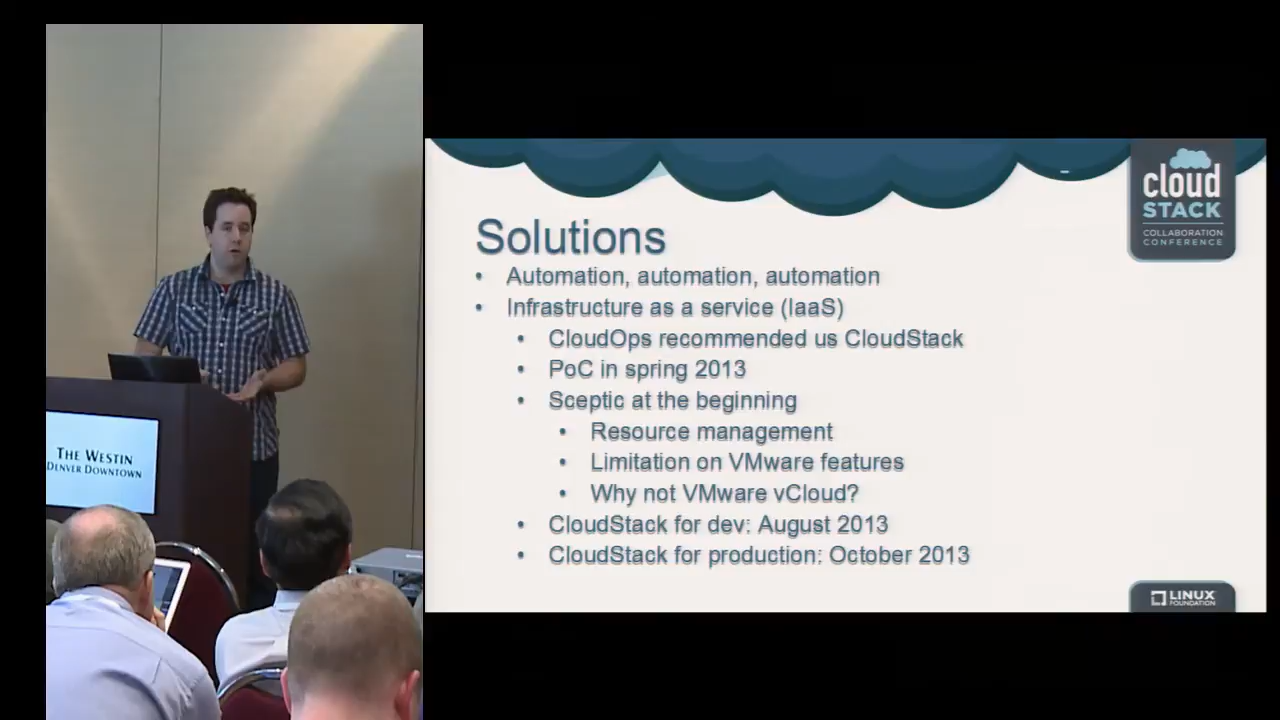 THE WESTIN
DENVER DOWNTOWN
cloud
STACK
COLLABORATION
CONFERENCE
Solutions
• Automation, automation, automation
• Infrastructure as a service (IaaS)
• CloudOps recommended us CloudStack
• PoC in spring 2013
• Sceptic at the beginning
• Resource management
• Limitation on VMware features
• Why not VMware vCloud?
• CloudStack for dev: August 2013
• CloudStack for production: October 2013
LINUX
FOUNDATION